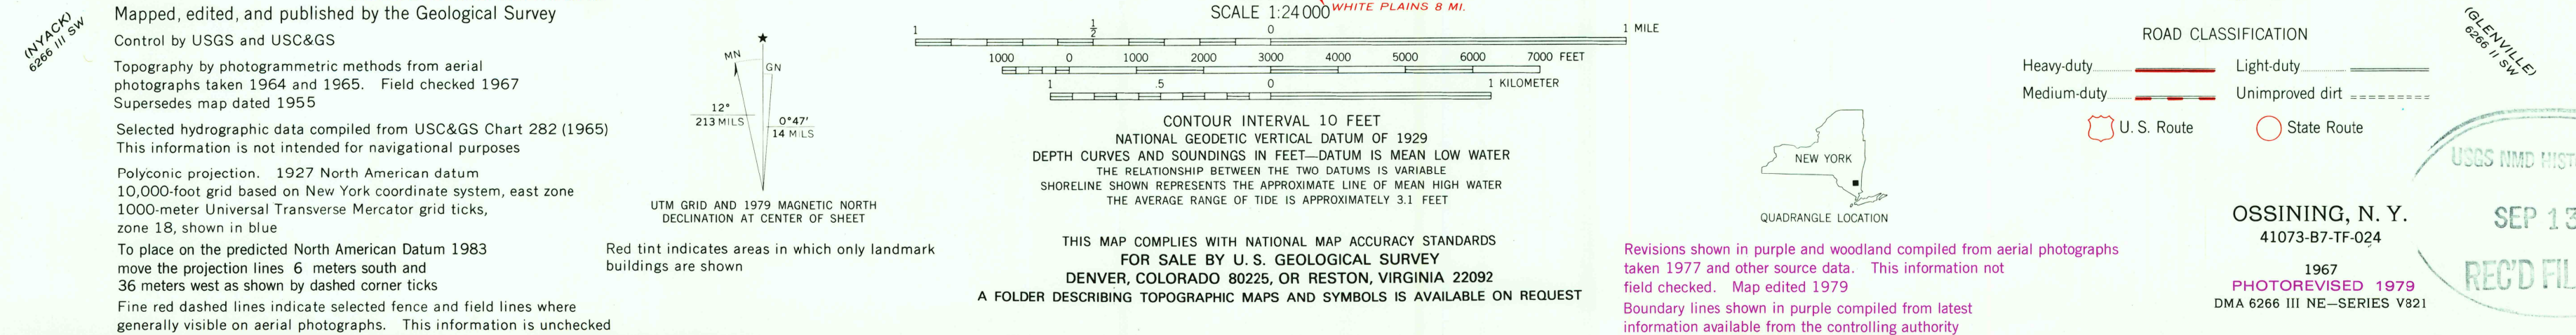 (NYACK)
6266 III SW
Mapped, edited, and published by the Geological Survey
Control by USGS and USC&GS
Topography by photogrammetric methods from aerial
photographs taken 1964 and 1965. Field checked 1967
Supersedes map dated 1955
Selected hydrographic data compiled from USC&GS Chart 282 (1965)
This information is not intended for navigational purposes
Polyconic projection. 1927 North American datum
10,000-foot grid based on New York coordinate system, east zone
1000-meter Universal Transverse Mercator grid ticks,
zone 18, shown in blue
To place on the predicted North American Datum 1983
move the projection lines 6 meters south and
36 meters west as shown by dashed corner ticks
Fine red dashed lines indicate selected fence and field lines where
generally visible on aerial photographs. This information is unchecked
MN
GN
12°
213 MILS
0°47′
14 MILS
UTM GRID AND 1979 MAGNETIC NORTH
DECLINATION AT CENTER OF SHEET
Red tint indicates areas in which only landmark
buildings are shown
SCALE 1:24000
WHITE PLAINS 8 MI.
1 ½ 0 1 MILE
1000 0 1000 2000 3000 4000 5000 6000 7000 FEET
1 .5 0 1 KILOMETER
CONTOUR INTERVAL 10 FEET
NATIONAL GEODETIC VERTICAL DATUM OF 1929
DEPTH CURVES AND SOUNDINGS IN FEET—DATUM IS MEAN LOW WATER
THE RELATIONSHIP BETWEEN THE TWO DATUMS IS VARIABLE
SHORELINE SHOWN REPRESENTS THE APPROXIMATE LINE OF MEAN HIGH WATER
THE AVERAGE RANGE OF TIDE IS APPROXIMATELY 3.1 FEET
THIS MAP COMPLIES WITH NATIONAL MAP ACCURACY STANDARDS
FOR SALE BY U. S. GEOLOGICAL SURVEY
DENVER, COLORADO 80225, OR RESTON, VIRGINIA 22092
A FOLDER DESCRIBING TOPOGRAPHIC MAPS AND SYMBOLS IS AVAILABLE ON REQUEST
NEW YORK
QUADRANGLE LOCATION
Revisions shown in purple and woodland compiled from aerial photographs
taken 1977 and other source data. This information not
field checked. Map edited 1979
Boundary lines shown in purple compiled from latest
information available from the controlling authority
ROAD CLASSIFICATION
Heavy-duty
Light-duty
Medium-duty
Unimproved dirt
U. S. Route
State Route
(GLENVILLE)
6266 II SW
OSSINING, N. Y.
41073-B7-TF-024
1967
PHOTOREVISED 1979
DMA 6266 III NE—SERIES V821
USGS NMD HIST
SEP 13
REC'D FIL